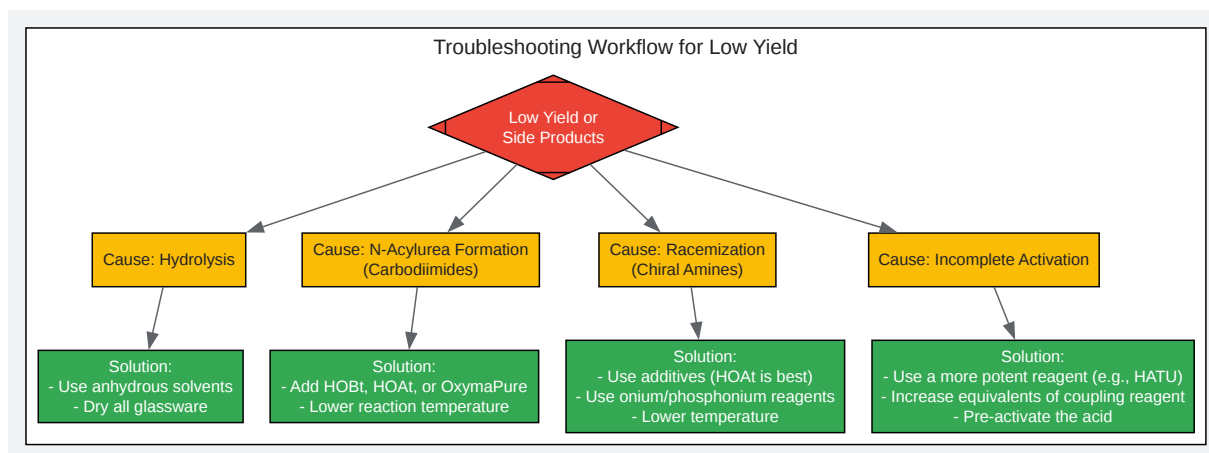 Troubleshooting Workflow for Low Yield
Low Yield or
Side Products
Cause: Hydrolysis
Cause: N-Acylurea Formation
(Carbodiimides)
Cause: Racemization
(Chiral Amines)
Cause: Incomplete Activation
Solution:
- Use anhydrous solvents
- Dry all glassware
Solution:
- Add HOBt, HOAt, or OxymaPure
- Lower reaction temperature
Solution:
- Use additives (HOAt is best)
- Use onium/phosphonium reagents
- Lower temperature
Solution:
- Use a more potent reagent (e.g., HATU)
- Increase equivalents of coupling reagent
- Pre-activate the acid